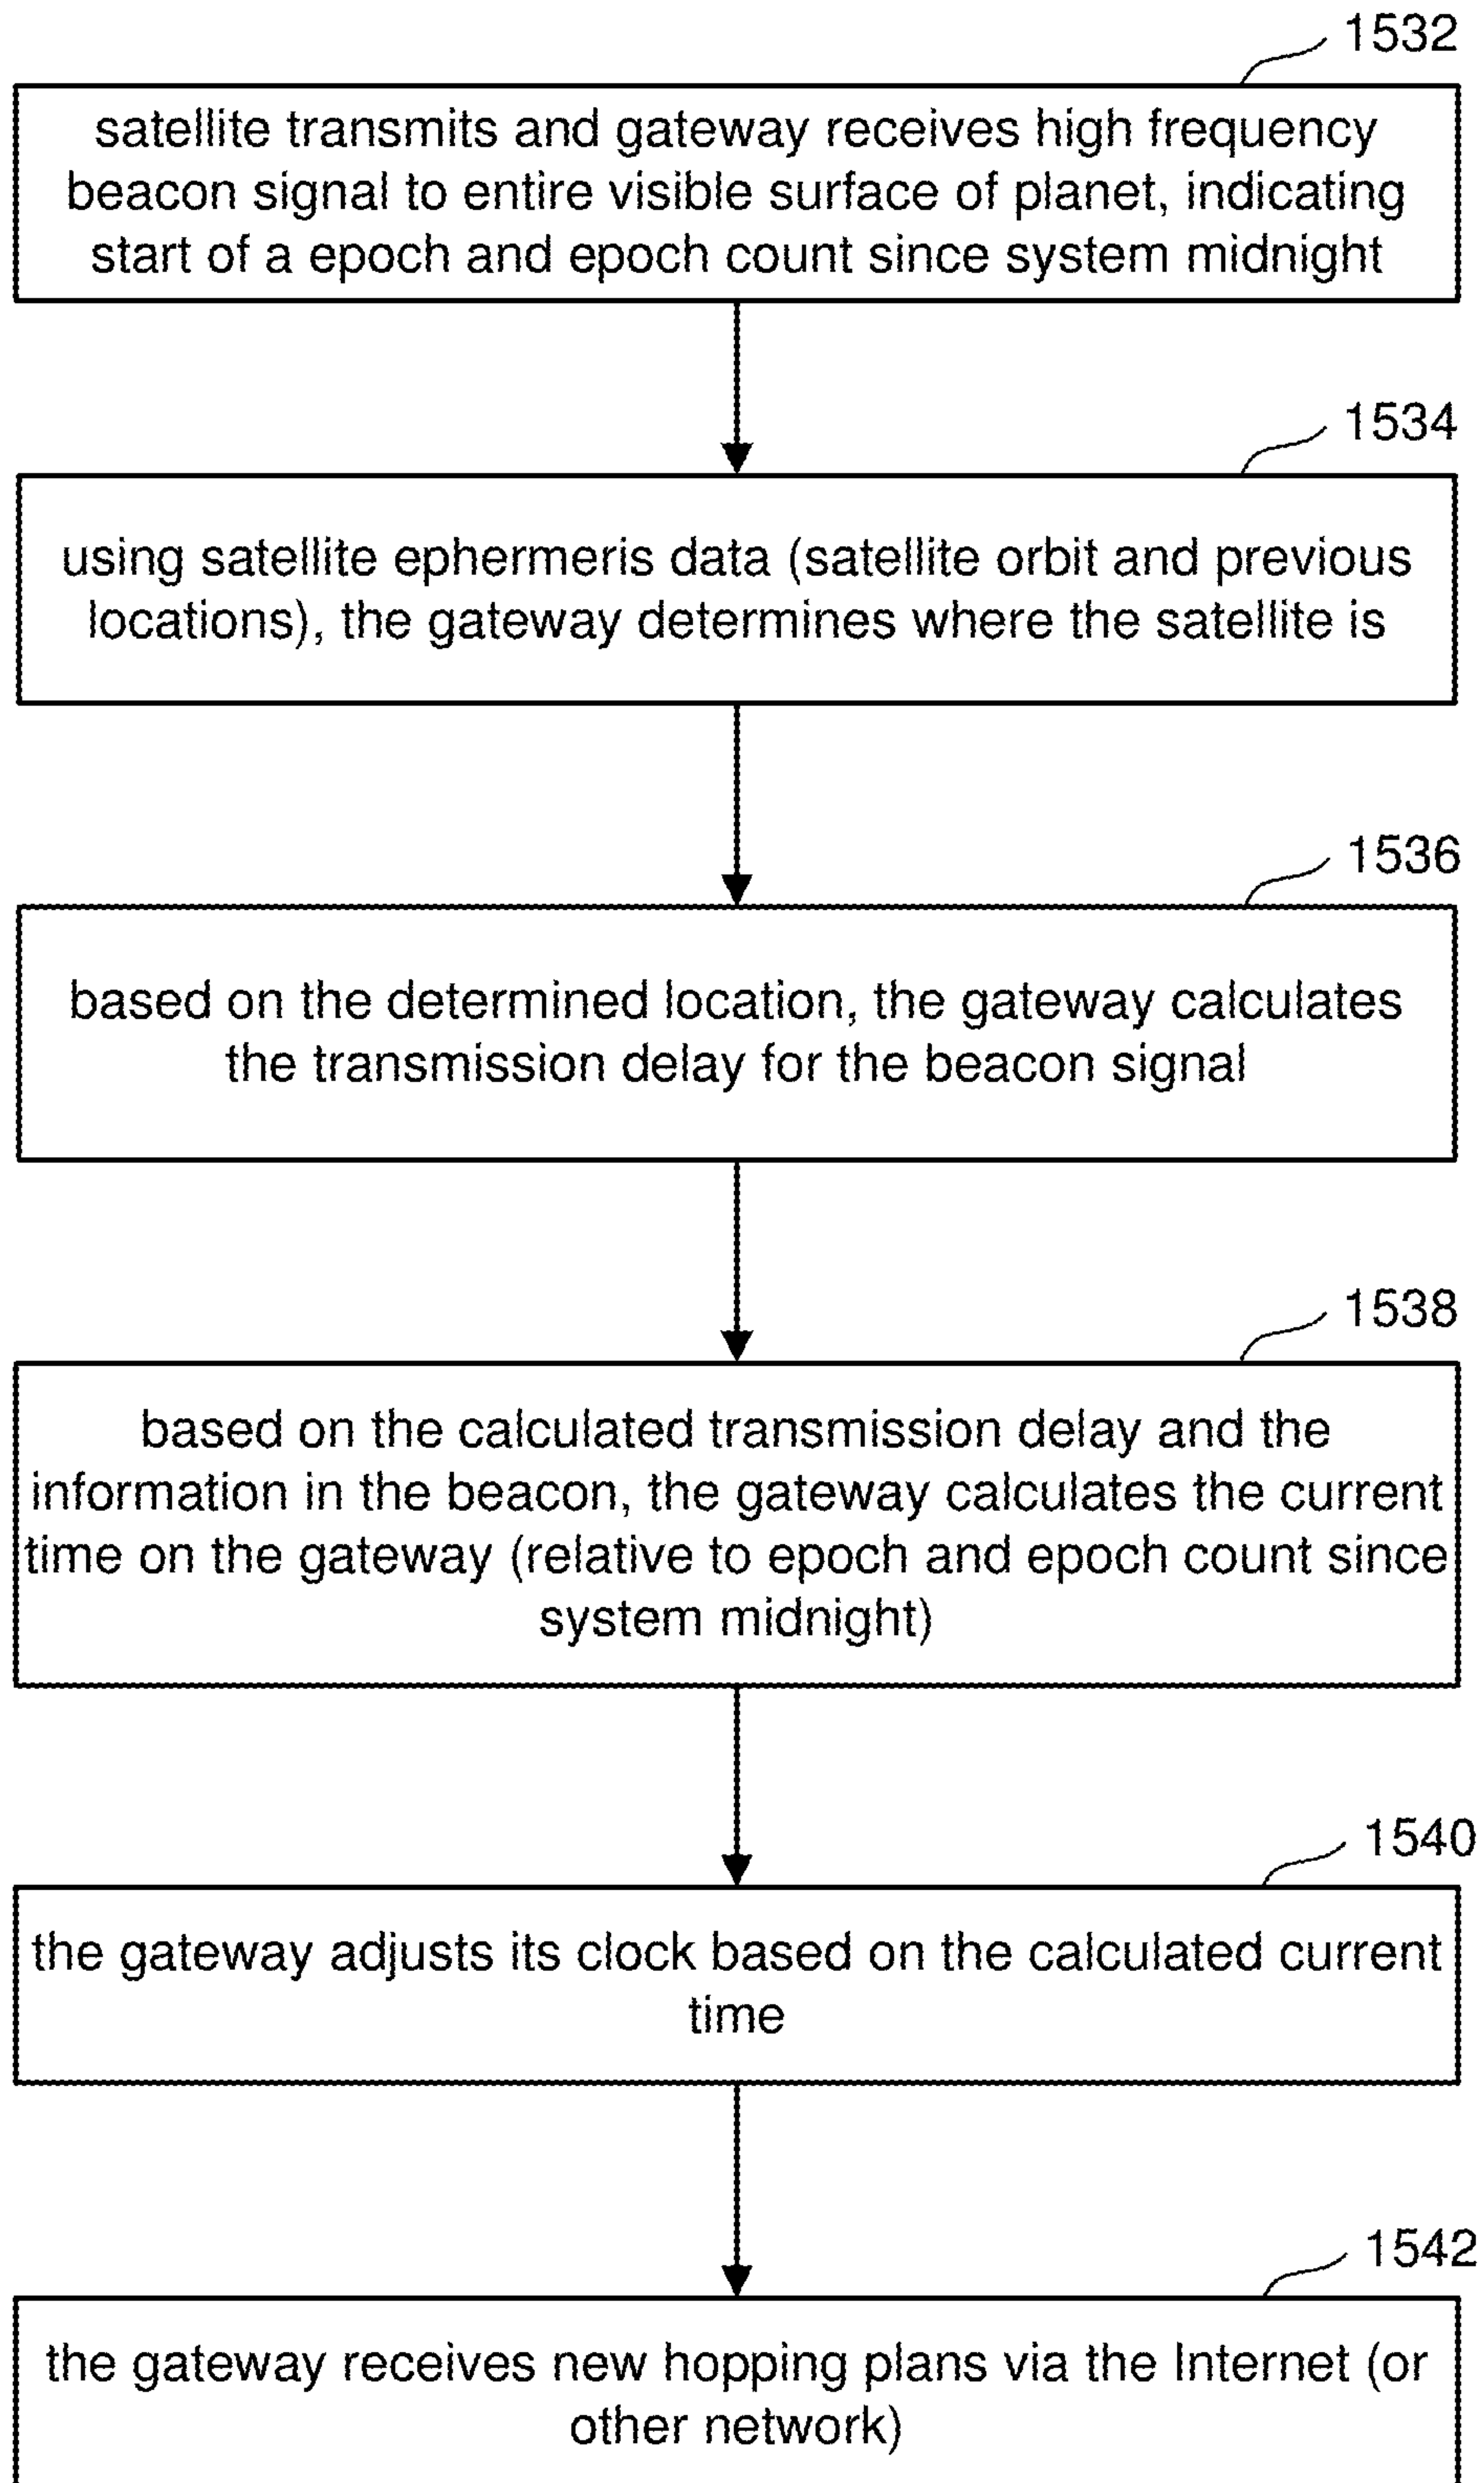 1532
satellite transmits and gateway receives high frequency
beacon signal to entire visible surface of planet, indicating
start of a epoch and epoch count since system midnight
1534
using satellite ephermeris data (satellite orbit and previous
locations), the gateway determines where the satellite is
1536
based on the determined location, the gateway calculates
the transmission delay for the beacon signal
1538
based on the calculated transmission delay and the
information in the beacon, the gateway calculates the current
time on the gateway (relative to epoch and epoch count since
system midnight)
1540
the gateway adjusts its clock based on the calculated current
time
1542
the gateway receives new hopping plans via the Internet (or
other network)